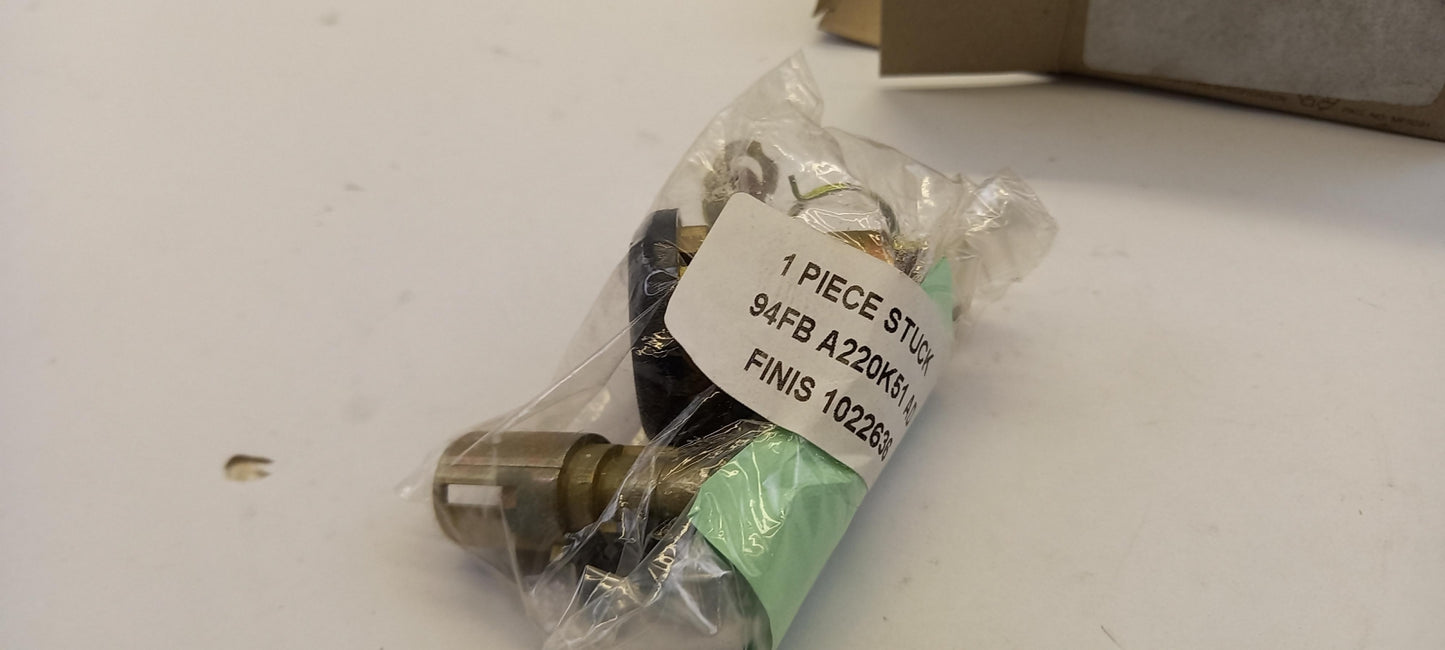 1 PIECE STUCK
94FB A220K51 AD
FINIS 1022636